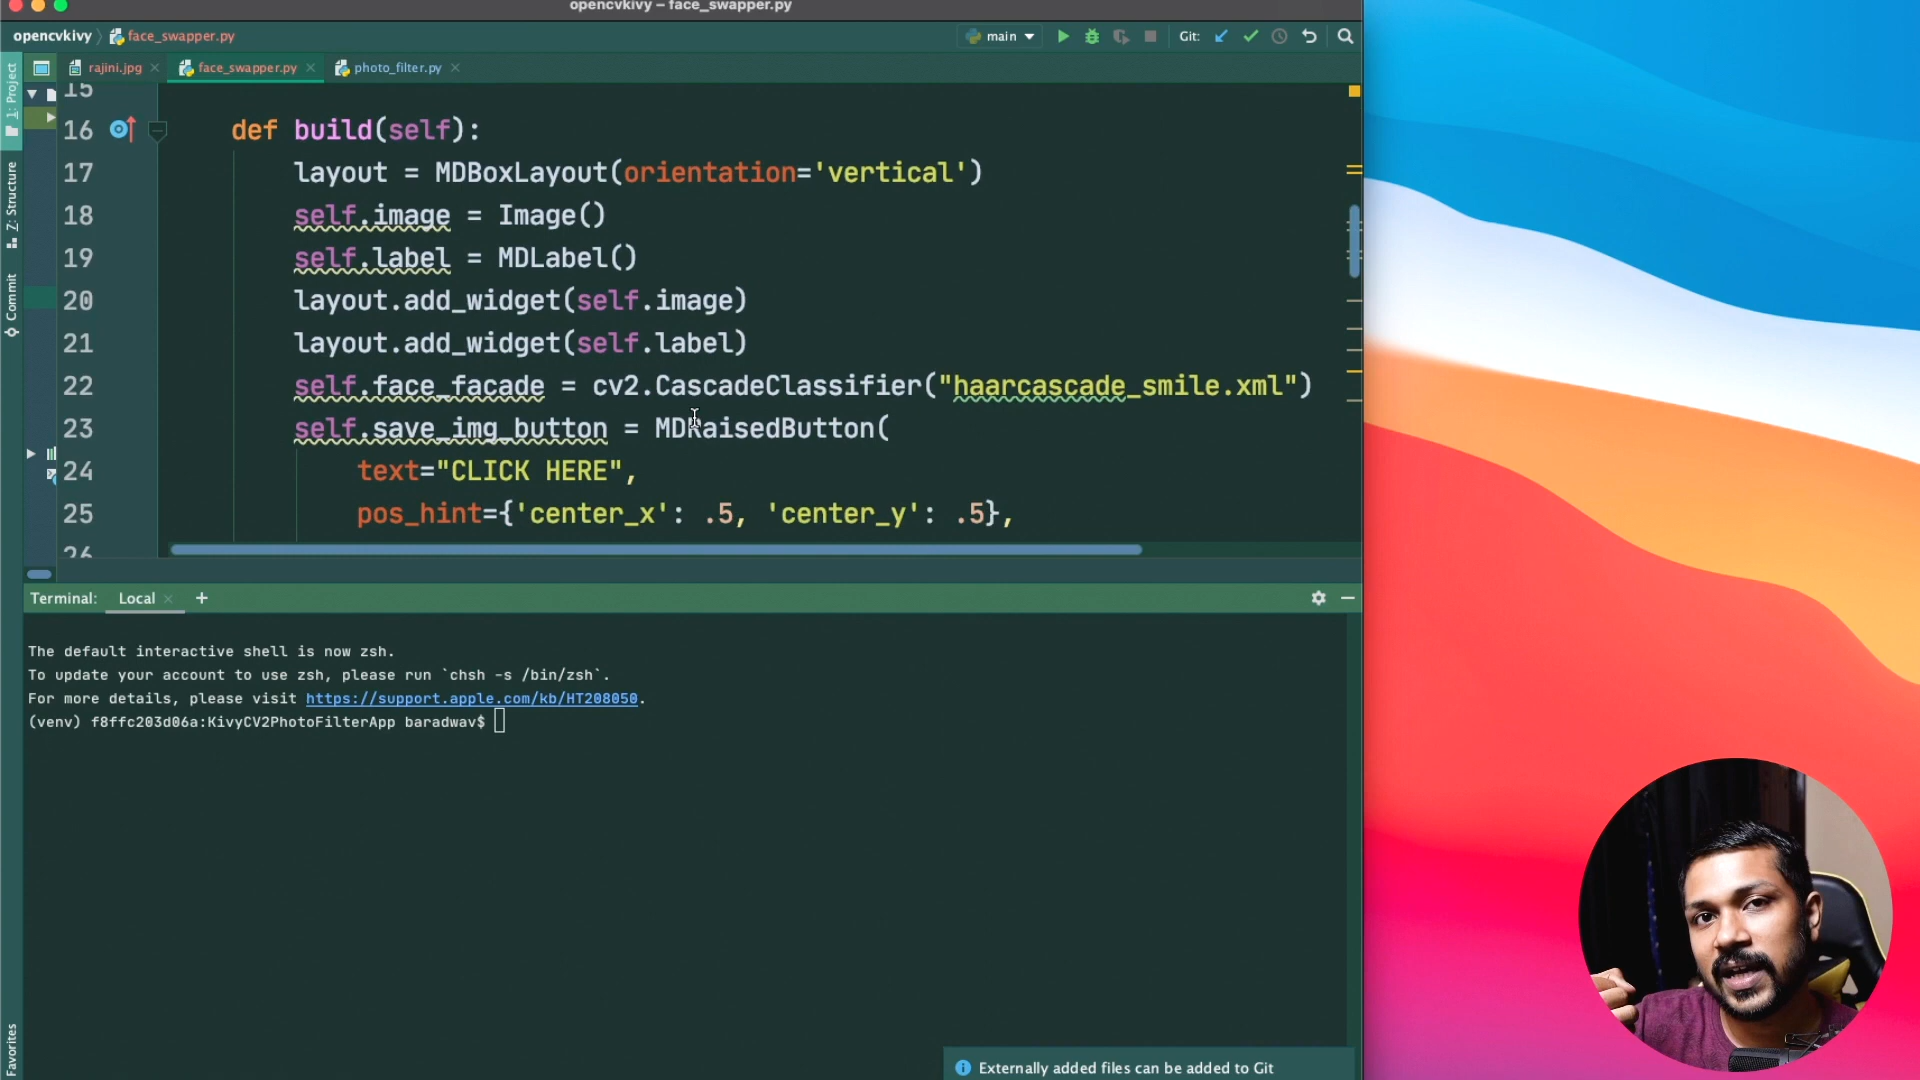 opencvkivy – face_swapper.py
opencvkivy
face_swapper.py
main
Git:
rajini.jpg
face_swapper.py
photo_filter.py
1: Project
Z: Structure
Commit
Favorites
15
16 def build(self):
17 layout = MDBoxLayout(orientation='vertical')
18 self.image = Image()
19 self.label = MDLabel()
20 layout.add_widget(self.image)
21 layout.add_widget(self.label)
22 self.face_facade = cv2.CascadeClassifier("haarcascade_smile.xml")
23 self.save_img_button = MDRaisedButton(
24 text="CLICK HERE",
25 pos_hint={'center_x': .5, 'center_y': .5},
26
Terminal: Local +
The default interactive shell is now zsh.
To update your account to use zsh, please run `chsh -s /bin/zsh`.
For more details, please visit https://support.apple.com/kb/HT208050.
(venv) f8ffc203d06a:KivyCV2PhotoFilterApp baradwav$
Externally added files can be added to Git